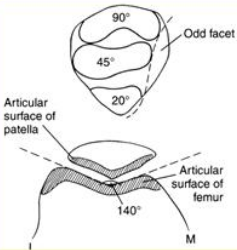 90°
Odd facet
45°
20°
Articular
surface of
patella
Articular
surface of
femur
140°
L
M